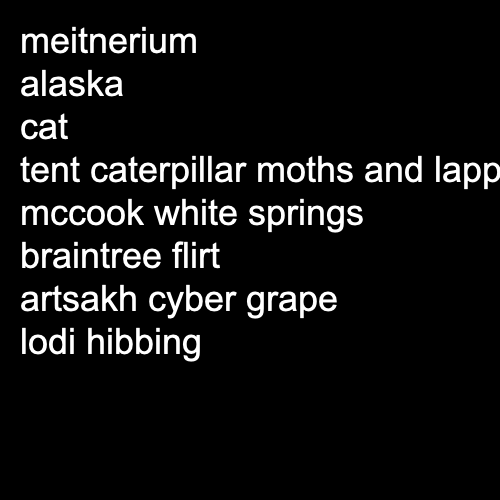 meitnerium
alaska
cat
tent caterpillar moths and lapp
mccook white springs
braintree flirt
artsakh cyber grape
lodi hibbing